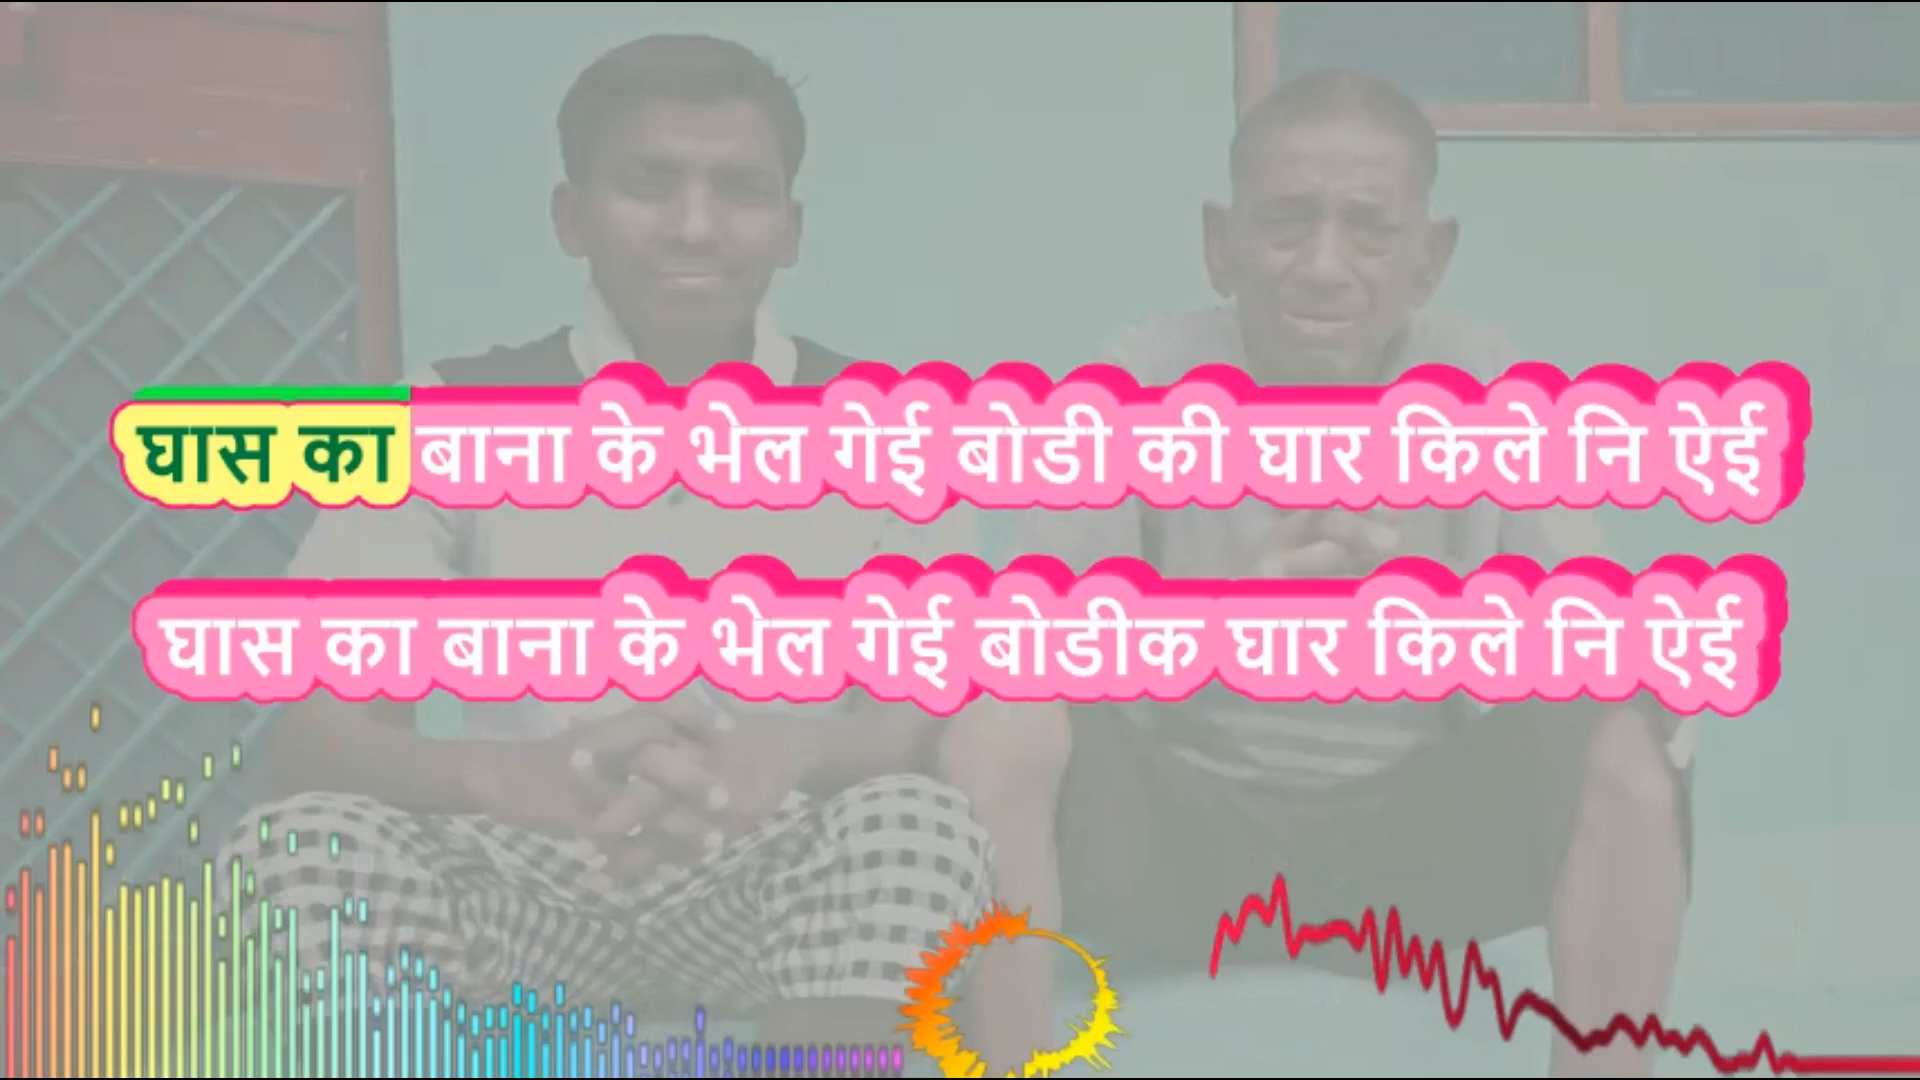 घास का बाना के भेल गेई बोडी की घार किले नि ऐई
घास का बाना के भेल गेई बोडीक घार किले नि ऐई